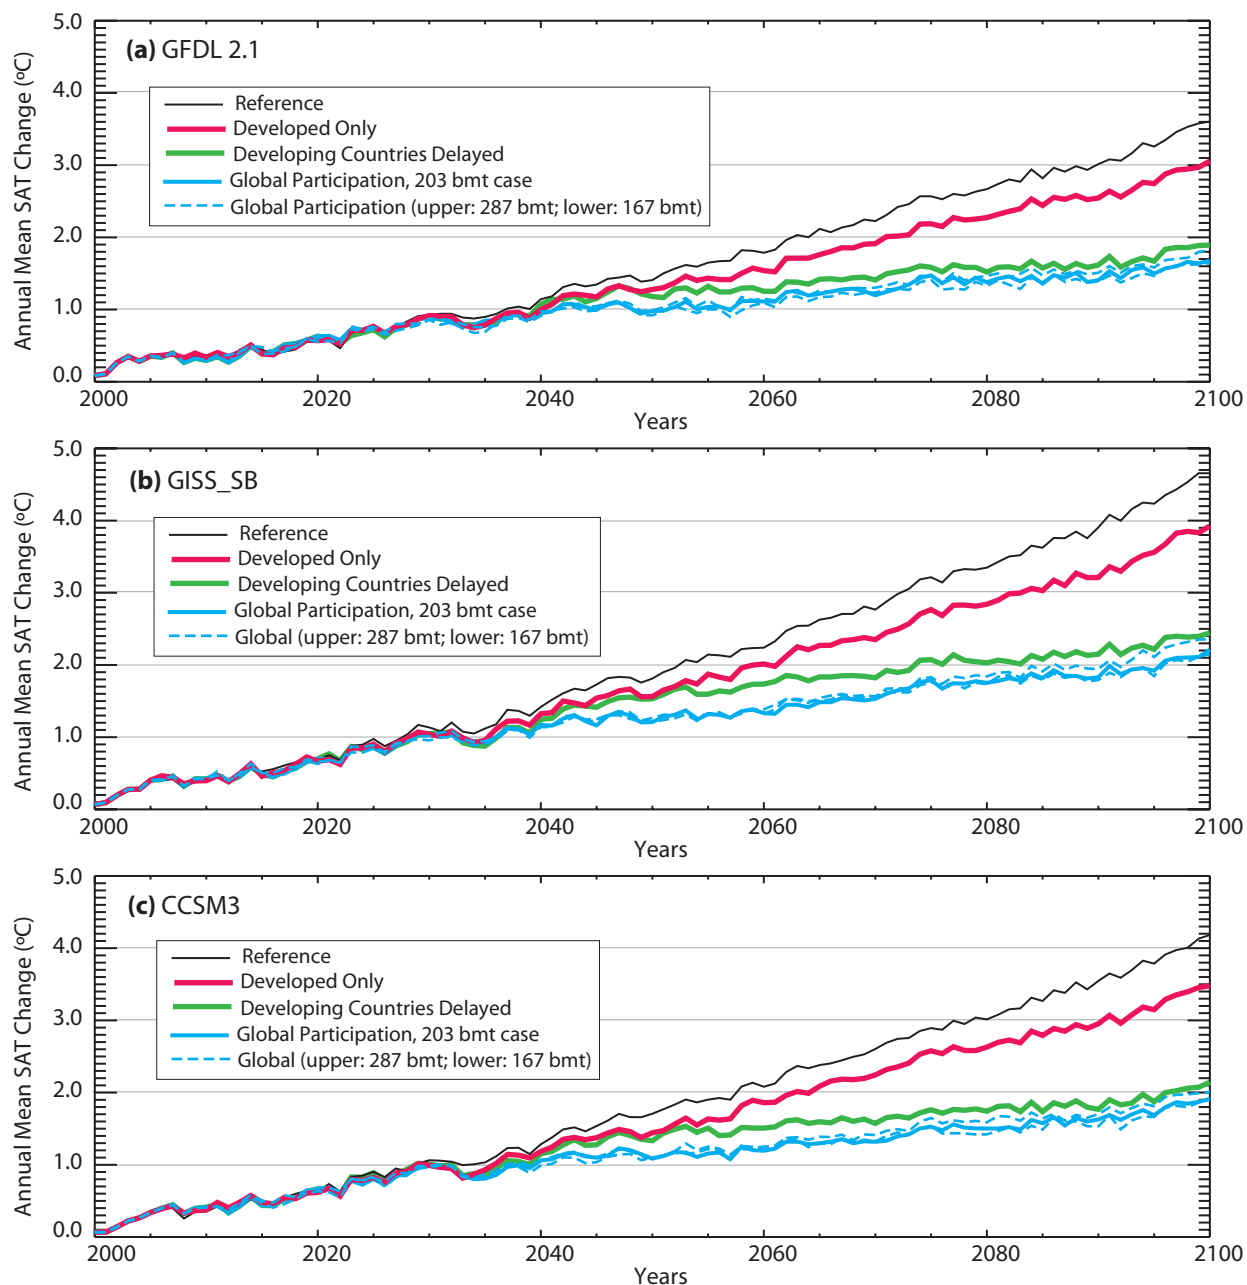 5.0
(a) GFDL 2.1
4.0
Reference
Developed Only
3.0
Developing Countries Delayed
Global Participation, 203 bmt case
Global Participation (upper: 287 bmt; lower: 167 bmt)
2.0
1.0
0.0
Annual Mean SAT Change (ºC)
2000 2020 2040 2060 2080 2100
Years
5.0
(b) GISS_SB
4.0
Reference
Developed Only
Developing Countries Delayed
3.0
Global Participation, 203 bmt case
Global (upper: 287 bmt; lower: 167 bmt)
2.0
1.0
0.0
Annual Mean SAT Change (ºC)
2000 2020 2040 2060 2080 2100
Years
5.0
(c) CCSM3
4.0
Reference
Developed Only
Developing Countries Delayed
3.0
Global Participation, 203 bmt case
Global (upper: 287 bmt; lower: 167 bmt)
2.0
1.0
0.0
Annual Mean SAT Change (ºC)
2000 2020 2040 2060 2080 2100
Years